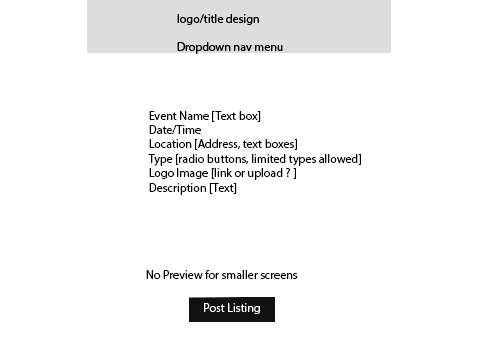 logo/title design
Dropdown nav menu
Event Name [Text box]
Date/Time
Location [Address, text boxes]
Type [radio buttons, limited types allowed]
Logo Image [link or upload ? ]
Description [Text]
No Preview for smaller screens
Post Listing